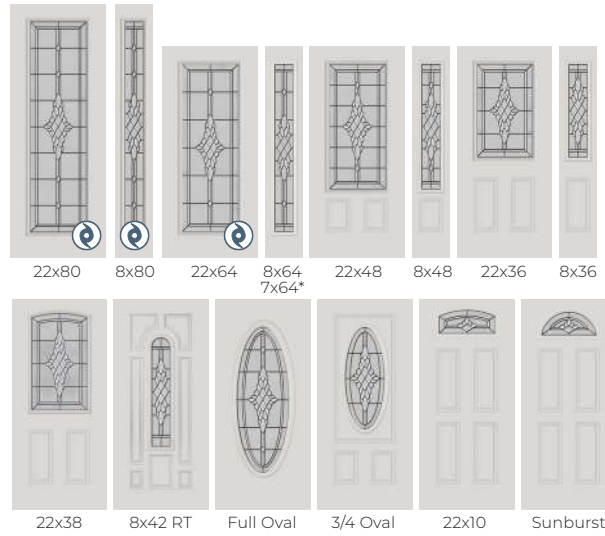 22x80
8x80
22x64
8x64
7x64*
22x48
8x48
22x36
8x36
22x38
8x42 RT
Full Oval
3/4 Oval
22x10
Sunburst